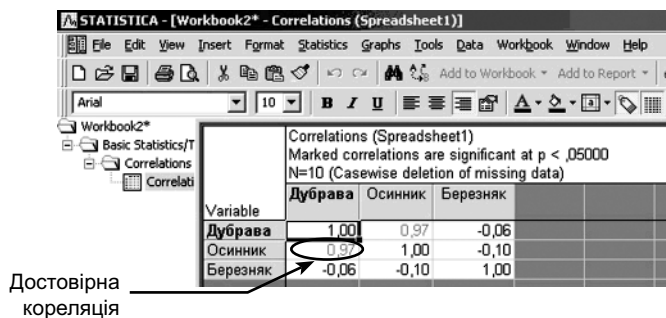 STATISTICA - [Workbook2* - Correlations (Spreadsheet1)]
File Edit View Insert Format Statistics Graphs Tools Data Workbook Window Help
Add to Workbook Add to Report
Arial 10 B I U
Workbook2*
Basic Statistics/T
Correlations
Correlati
Correlations (Spreadsheet1)
Marked correlations are significant at p < ,05000
N=10 (Casewise deletion of missing data)
Variable Дубрава Осинник Березняк
Дубрава 1,00 0,97 -0,06
Осинник 0,97 1,00 -0,10
Березняк -0,06 -0,10 1,00
Достовірна
кореляція